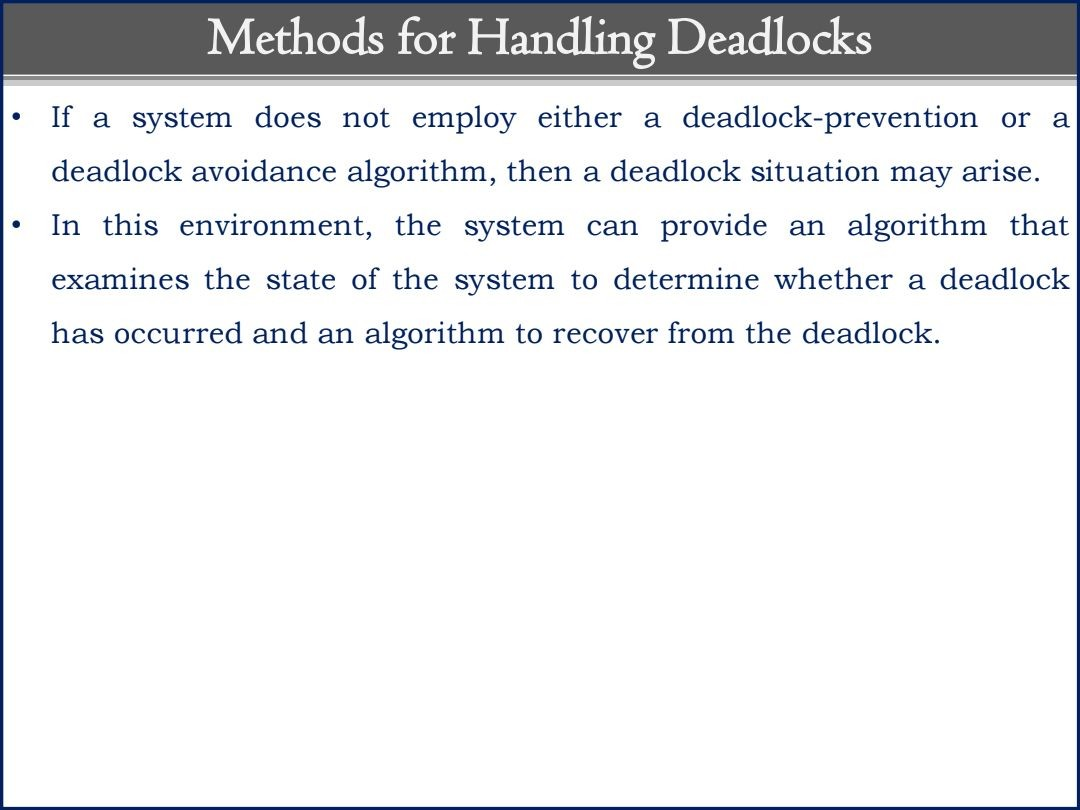 Methods for Handling Deadlocks
• If a system does not employ either a deadlock-prevention or a
deadlock avoidance algorithm, then a deadlock situation may arise.
• In this environment, the system can provide an algorithm that
examines the state of the system to determine whether a deadlock
has occurred and an algorithm to recover from the deadlock.